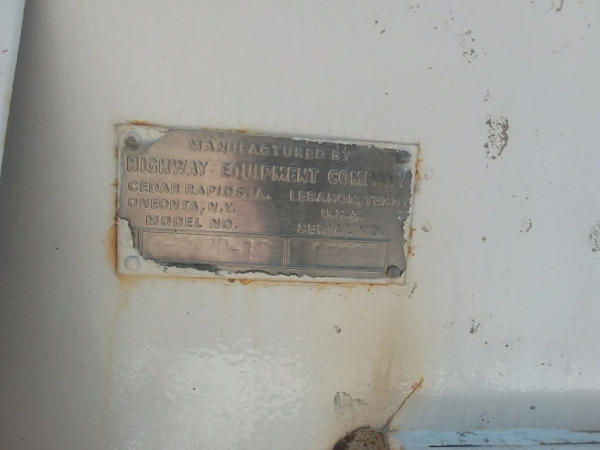 MANUFACTURED BY
HIGHWAY EQUIPMENT COMPANY
CEDAR RAPIDS, IA. LEBANON, TENN.
ONEONTA, N.Y. U.S.A.
MODEL NO. SERIAL NO.